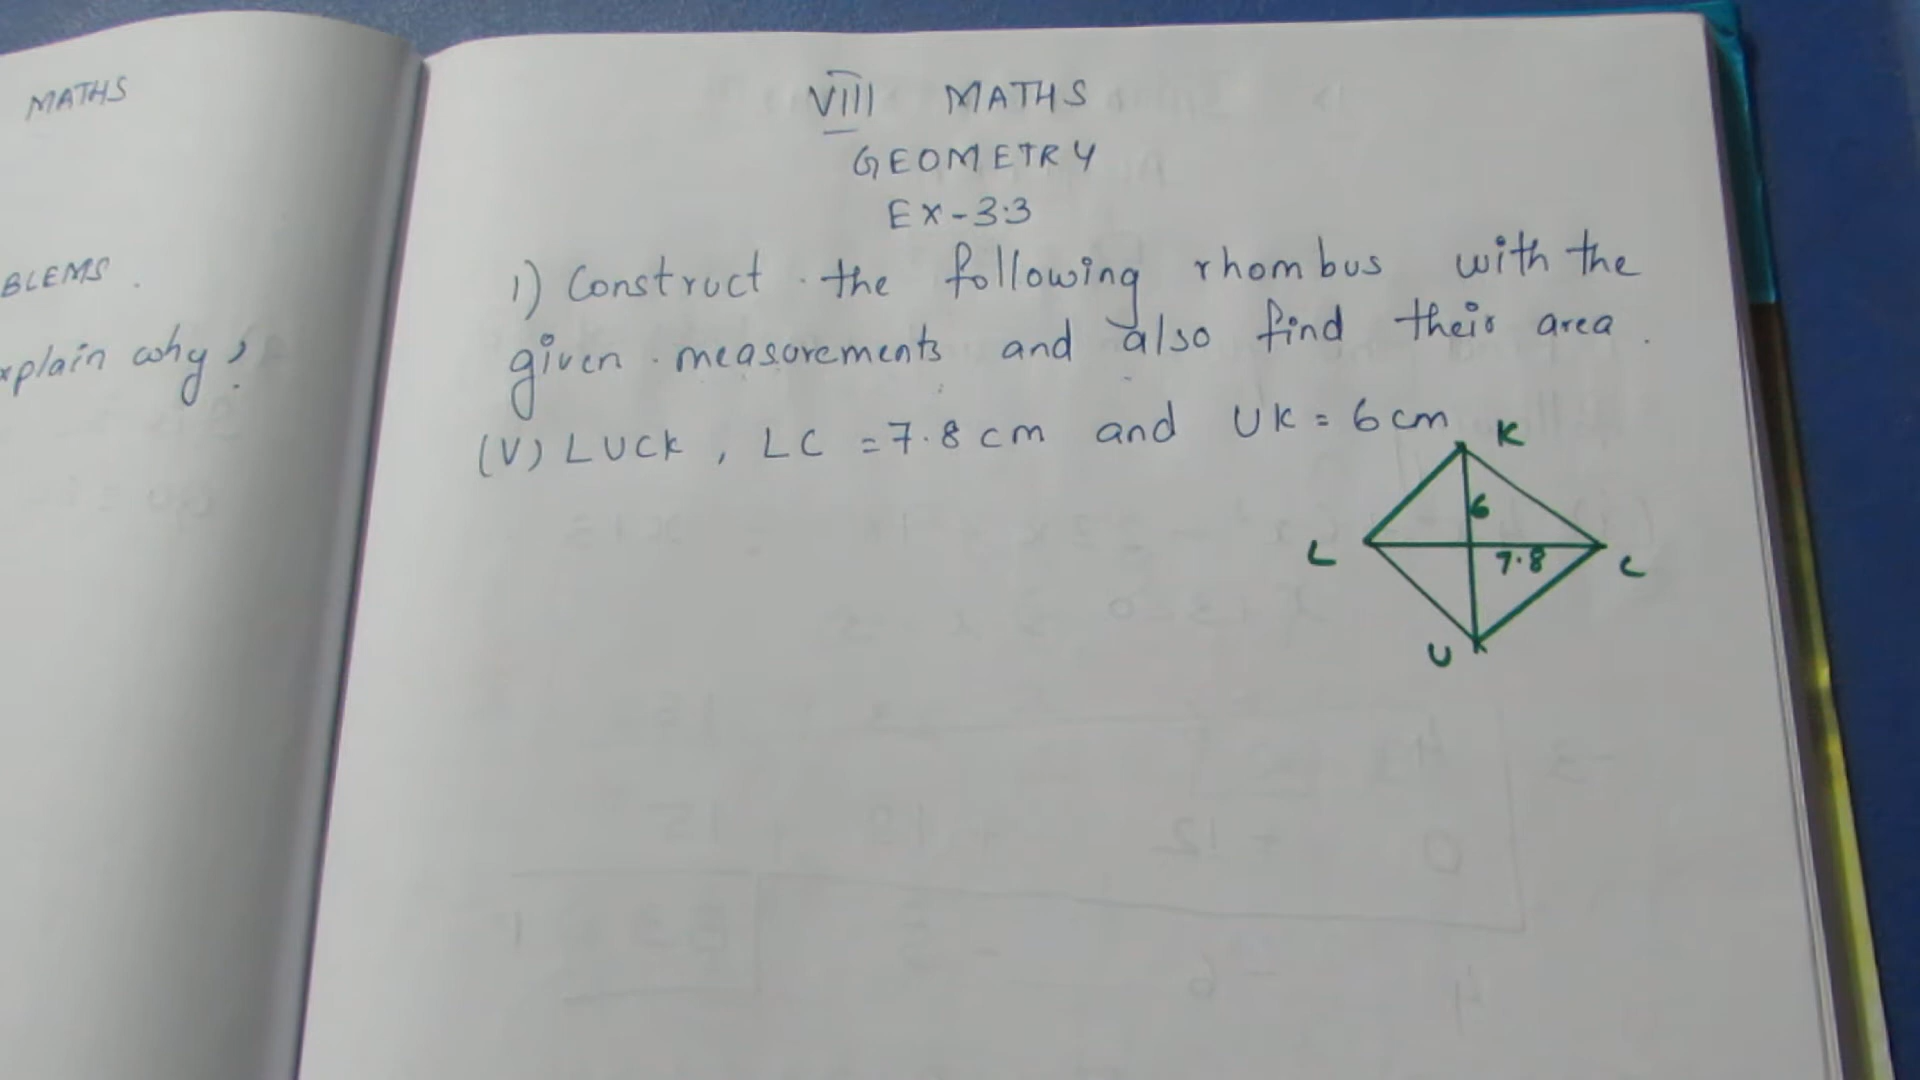 MATHS
BLEMS.
xplain why?
VIII MATHS
GEOMETRY
EX-3.3
1) Construct the following rhombus with the
given measurements and also find their area.
(V) LUCK, LC = 7.8 cm and UK = 6 cm
K
6
L
7.8
C
U